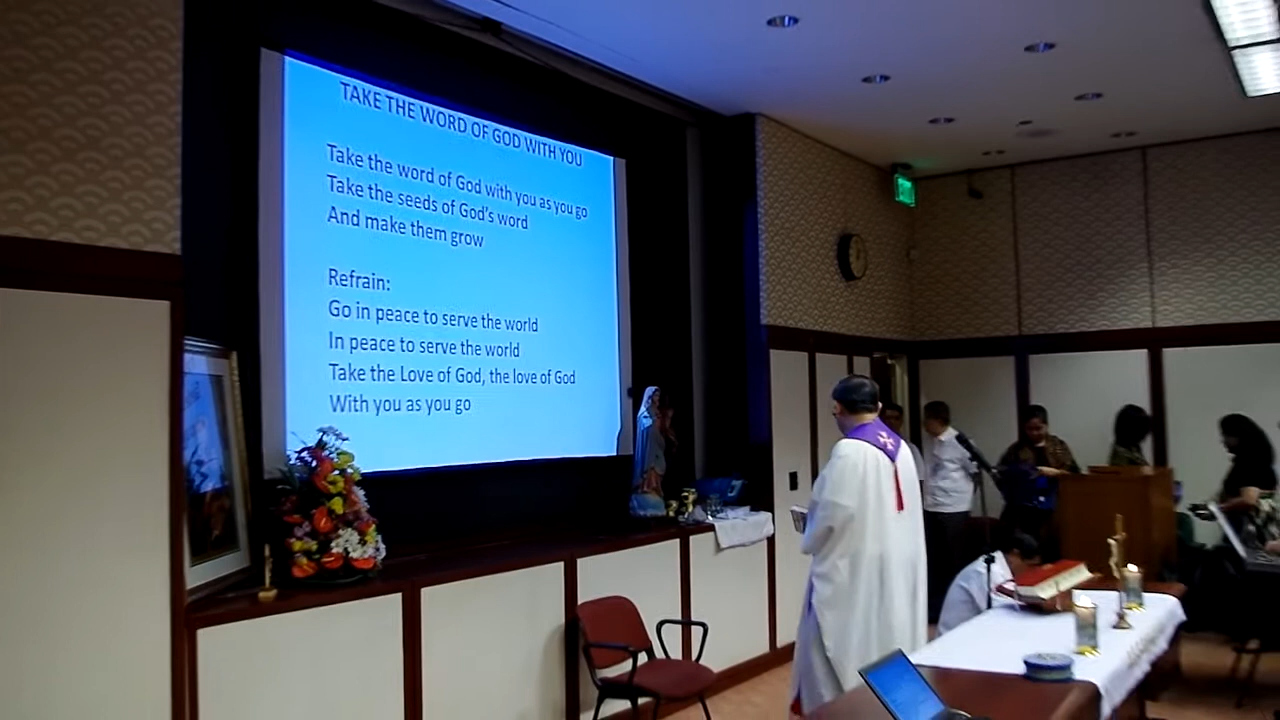 TAKE THE WORD OF GOD WITH YOU
Take the word of God with you as you go
Take the seeds of God's word
And make them grow
Refrain:
Go in peace to serve the world
In peace to serve the world
Take the Love of God, the love of God
With you as you go